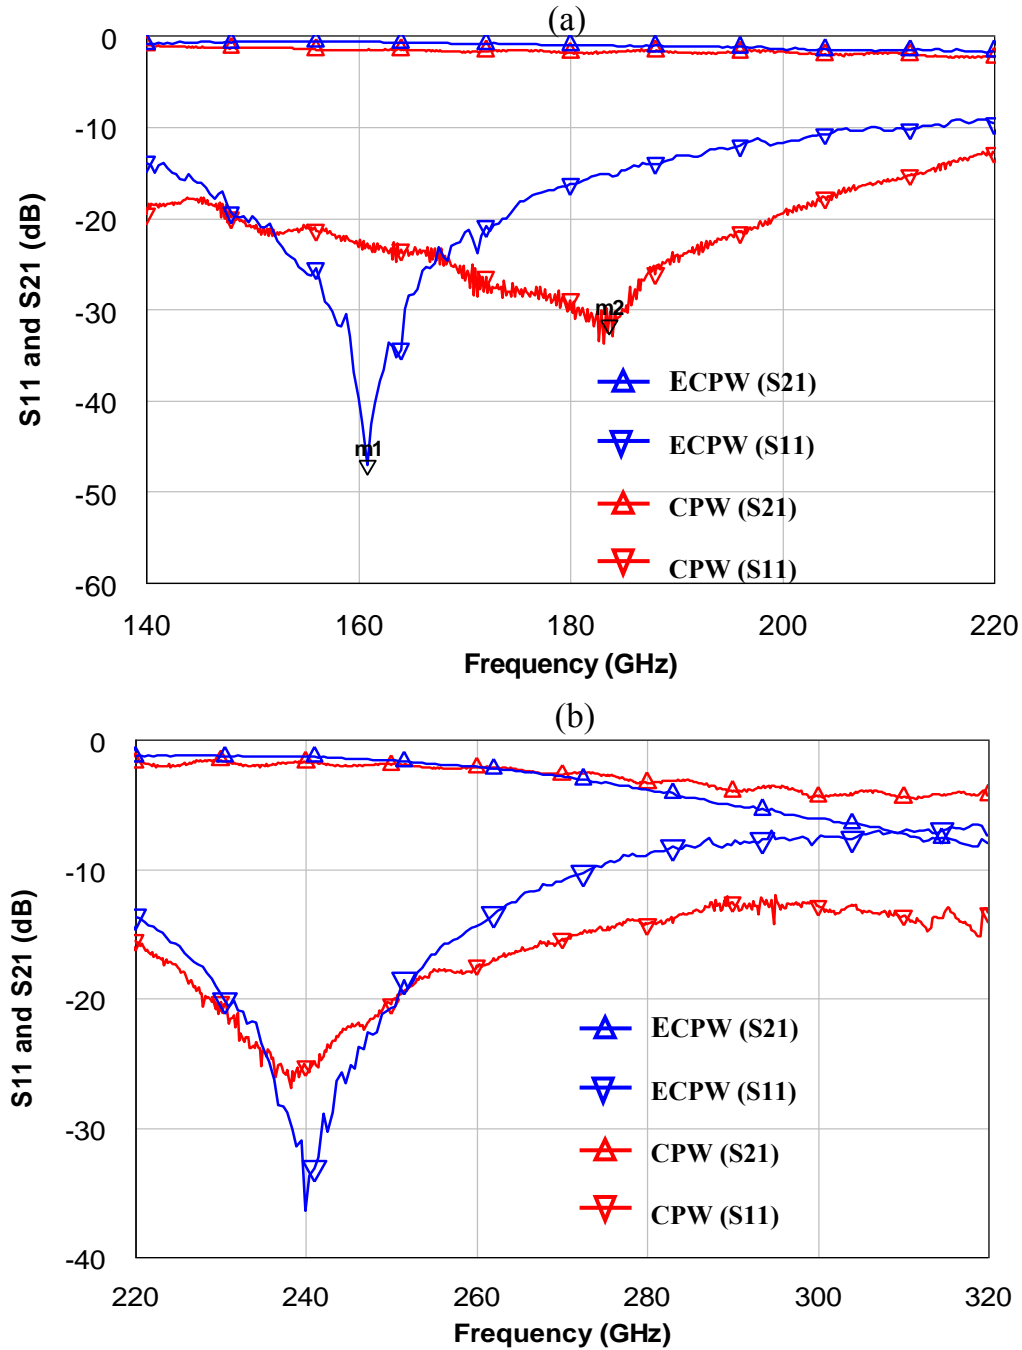 (a)
0
-10
-20
-30
-40
-50
-60
S11 and S21 (dB)
m1
m2
ECPW (S21)
ECPW (S11)
CPW (S21)
CPW (S11)
140 160 180 200 220
Frequency (GHz)
(b)
0
-10
-20
-30
-40
S11 and S21 (dB)
ECPW (S21)
ECPW (S11)
CPW (S21)
CPW (S11)
220 240 260 280 300 320
Frequency (GHz)